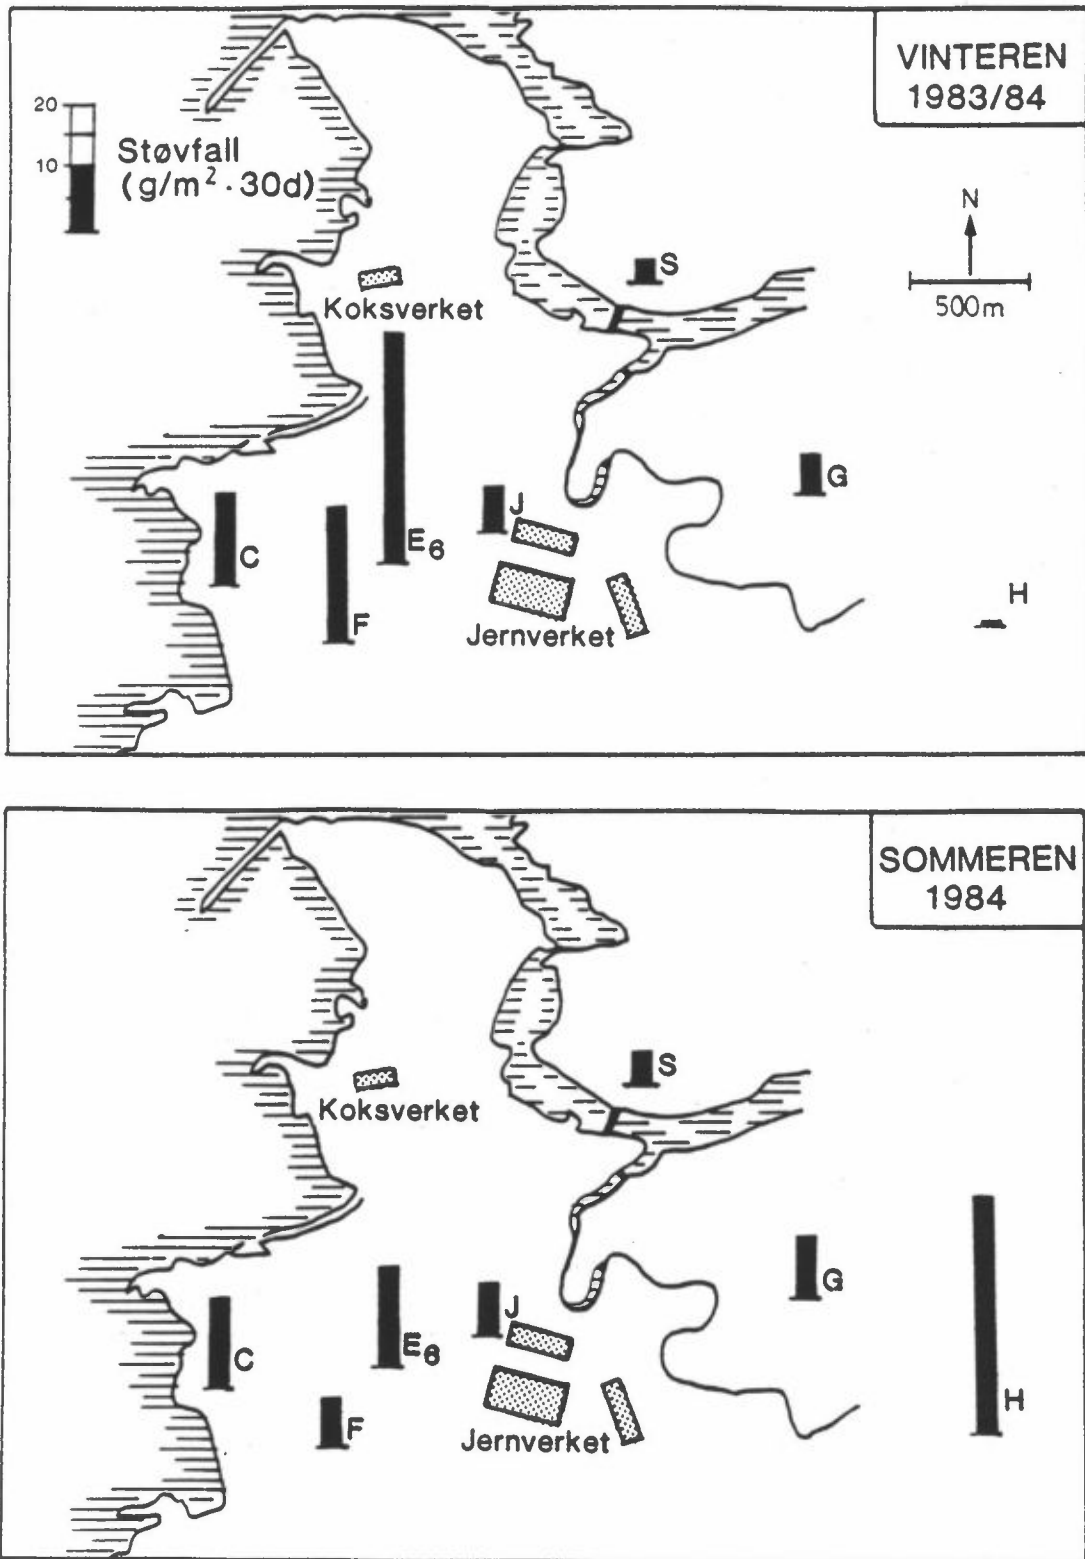 VINTEREN
1983/84
20
10
Støvfall
(g/m²·30d)
N
500m
S
Koksverket
G
J
E6
C
F
H
Jernverket
SOMMEREN
1984
S
Koksverket
G
J
E6
C
F
H
Jernverket